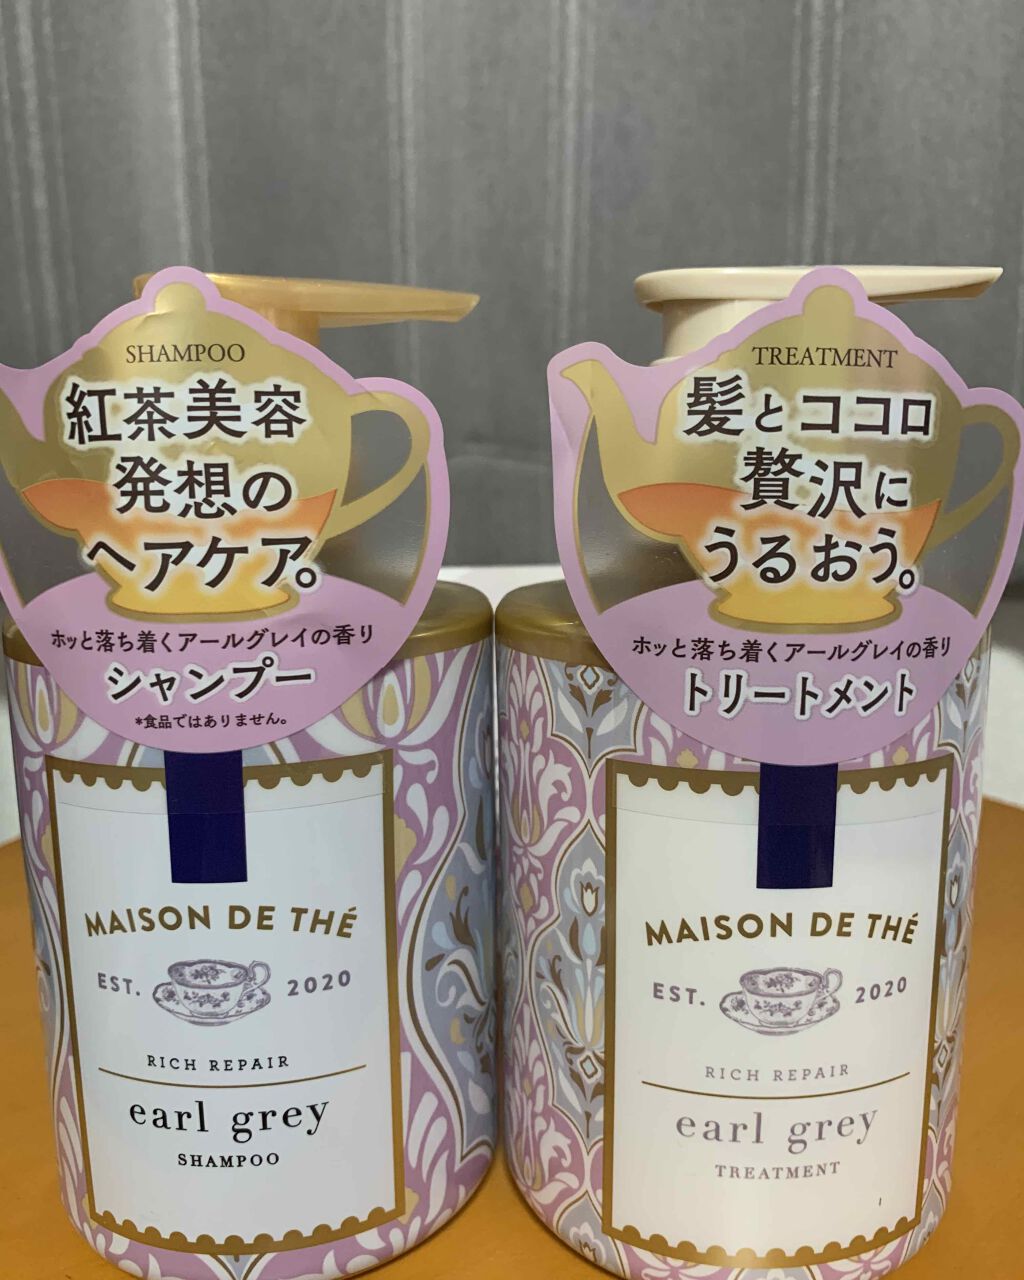 SHAMPOO
紅茶美容
発想の
ヘアケア。
ホッと落ち着くアールグレイの香り
シャンプー
*食品ではありません。
MAISON DE THÉ
EST. 2020
RICH REPAIR
earl grey
SHAMPOO
TREATMENT
髪とココロ
贅沢に
うるおう。
ホッと落ち着くアールグレイの香り
トリートメント
MAISON DE THÉ
EST. 2020
RICH REPAIR
earl grey
TREATMENT